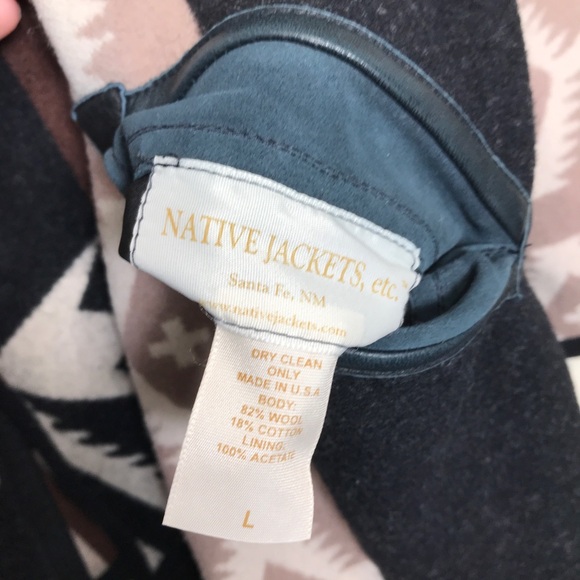 NATIVE JACKETS, etc.™
Santa Fe, NM
www.nativejackets.com
DRY CLEAN
ONLY
MADE IN U.S.A
BODY:
82% WOOL
18% COTTON
LINING:
100% ACETATE
L